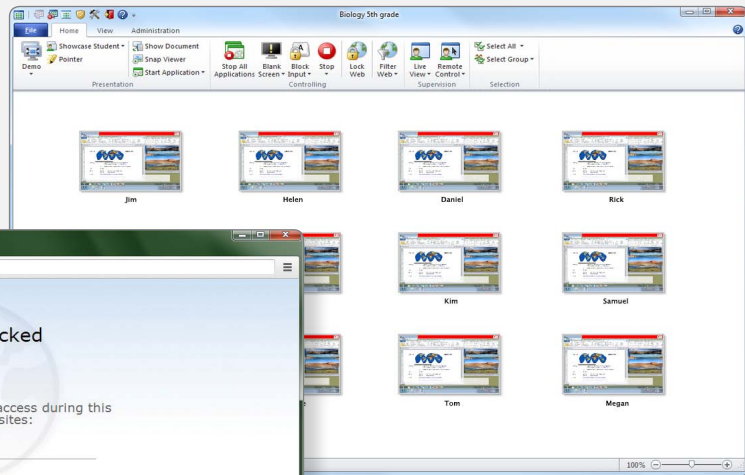 Biology 5th grade
File Home View Administration
Showcase Student Show Document Select All
Demo Pointer Snap Viewer Stop All Applications Blank Screen Block Input Stop Lock Web Filter Web Live View Remote Control Select Group
Start Application
Presentation Controlling Supervision Selection
Jim Helen Daniel Rick
Kim Samuel
Tom Megan
cked
access during this
sites:
100%